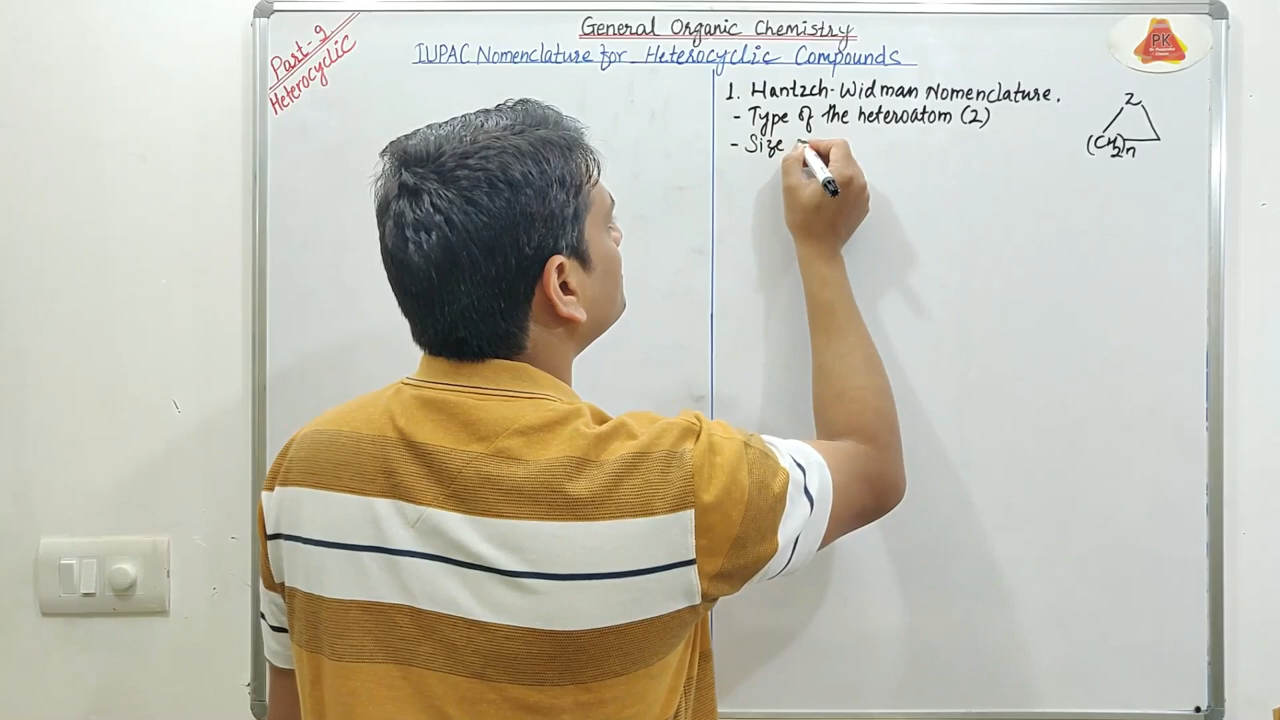 General Organic Chemistry
IUPAC Nomenclature for Heterocyclic Compounds
Part-9
Heterocyclic
PK
1. Hantzch-Widman Nomenclature.
- Type of the heteroatom (Z)
- Size
Z
(CH2)n